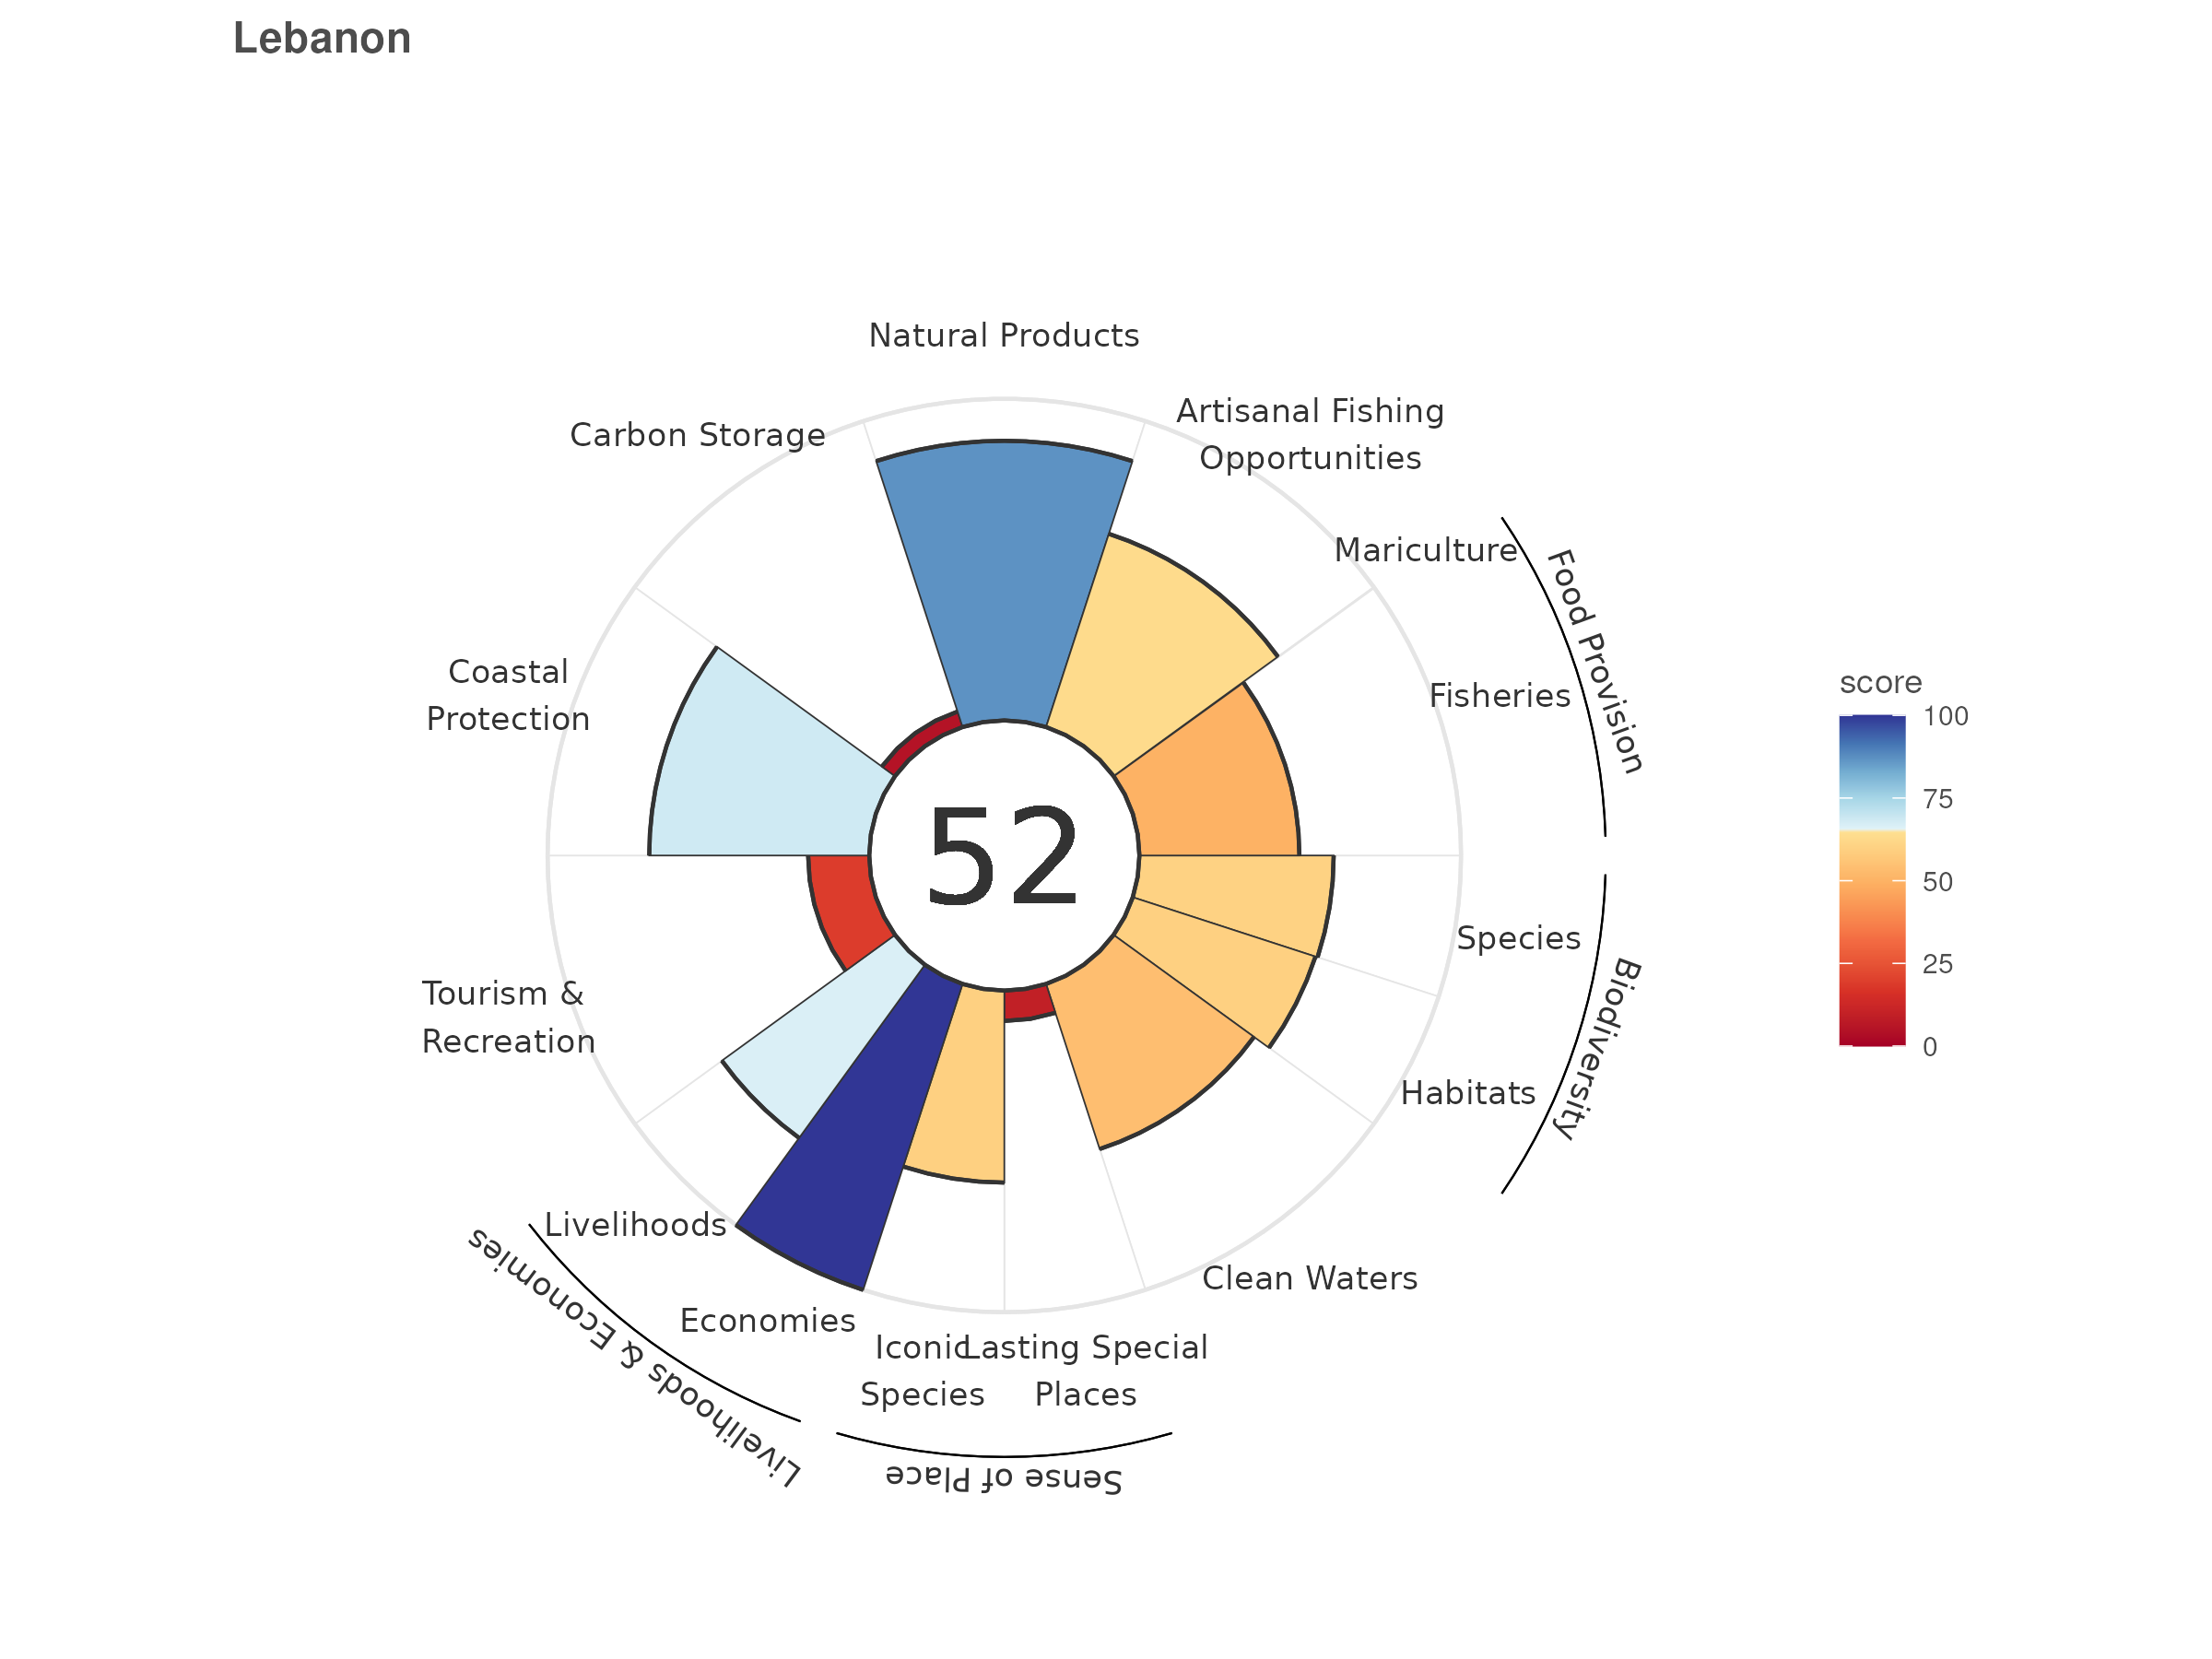 Lebanon
Natural Products
Artisanal Fishing
Opportunities
Carbon Storage
Mariculture
Food Provision
Fisheries
Coastal
Protection
score
100
75
50
25
0
52
Species
Biodiversity
Habitats
Tourism &
Recreation
Livelihoods
Livelihoods & Economies
Clean Waters
Economies
Iconic
Species
Lasting Special
Places
Sense of Place